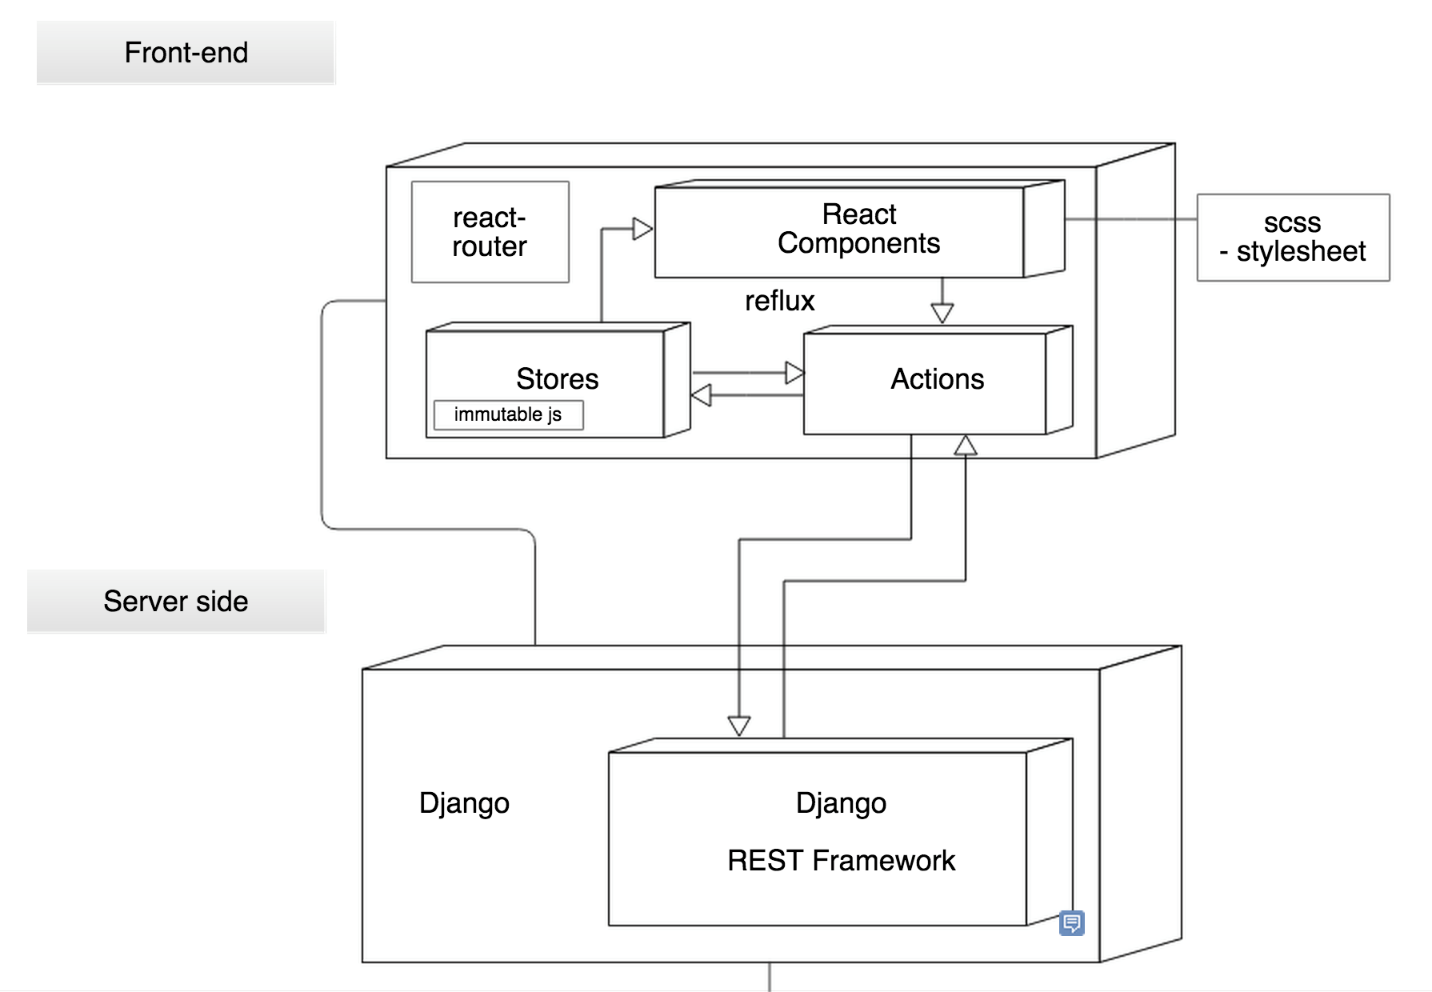 Front-end
react-
router
React
Components
scss
- stylesheet
reflux
Stores
immutable js
Actions
Server side
Django
Django
REST Framework